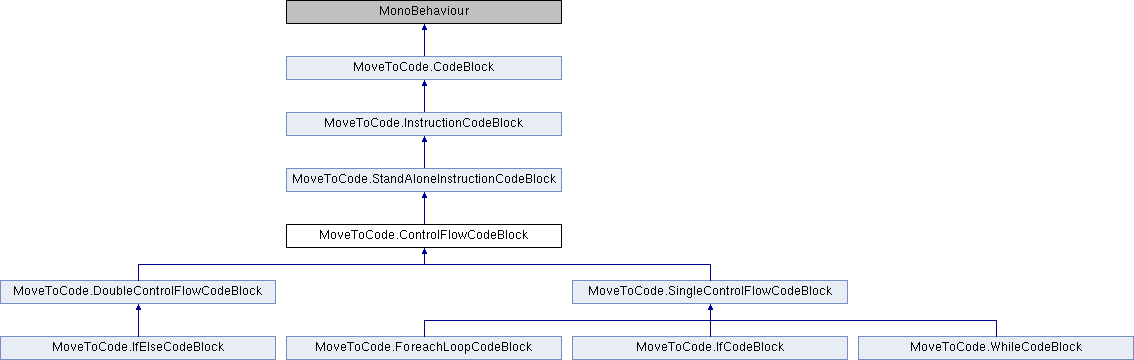 MonoBehaviour
MoveToCode.CodeBlock
MoveToCode.InstructionCodeBlock
MoveToCode.StandAloneInstructionCodeBlock
MoveToCode.ControlFlowCodeBlock
MoveToCode.DoubleControlFlowCodeBlock
MoveToCode.SingleControlFlowCodeBlock
MoveToCode.IfElseCodeBlock
MoveToCode.ForeachLoopCodeBlock
MoveToCode.IfCodeBlock
MoveToCode.WhileCodeBlock